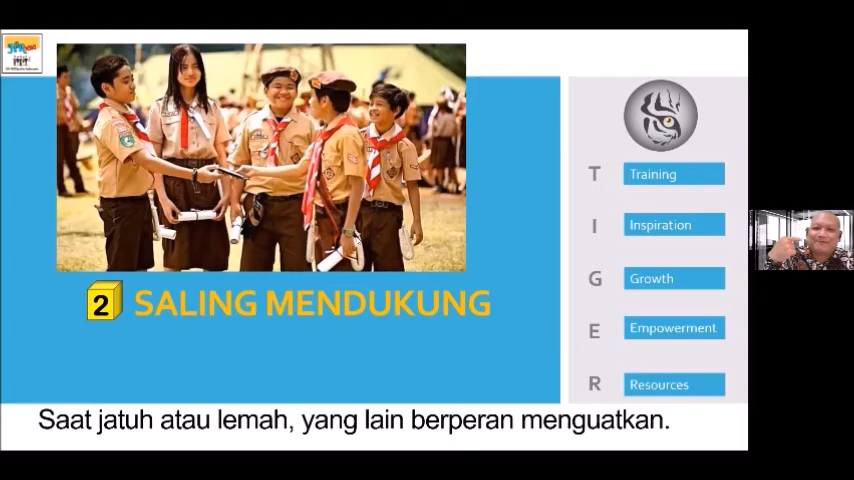 2 SALING MENDUKUNG
T Training
I Inspiration
G Growth
E Empowerment
R Resources
Saat jatuh atau lemah, yang lain berperan menguatkan.